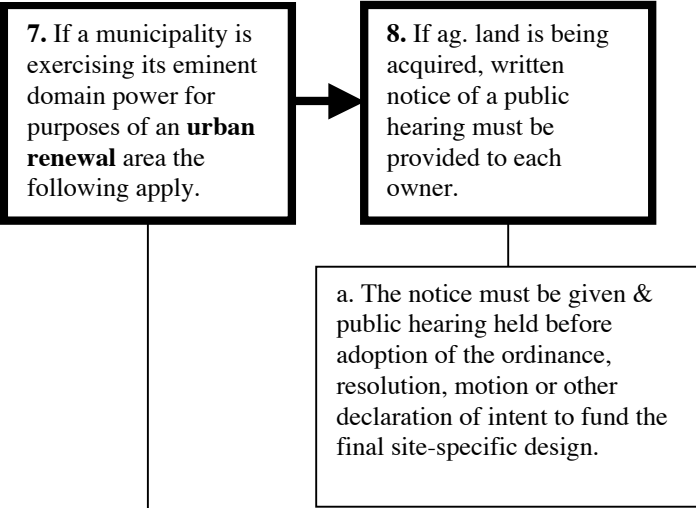 7. If a municipality is
exercising its eminent
domain power for
purposes of an urban
renewal area the
following apply.
8. If ag. land is being
acquired, written
notice of a public
hearing must be
provided to each
owner.
a. The notice must be given &
public hearing held before
adoption of the ordinance,
resolution, motion or other
declaration of intent to fund the
final site-specific design.